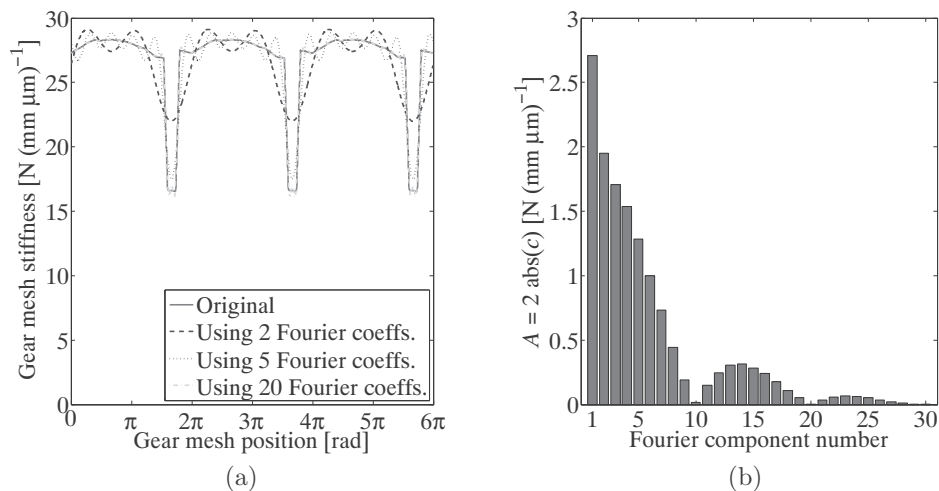 30
25
20
15
10
5
0
Gear mesh stiffness [N (mm μm)⁻¹]
Original
Using 2 Fourier coeffs.
Using 5 Fourier coeffs.
Using 20 Fourier coeffs.
0 π 2π 3π 4π 5π 6π
Gear mesh position [rad]
(a)
3
2.5
2
1.5
1
0.5
0
A = 2 abs(c) [N (mm μm)⁻¹]
1 5 10 15 20 25 30
Fourier component number
(b)